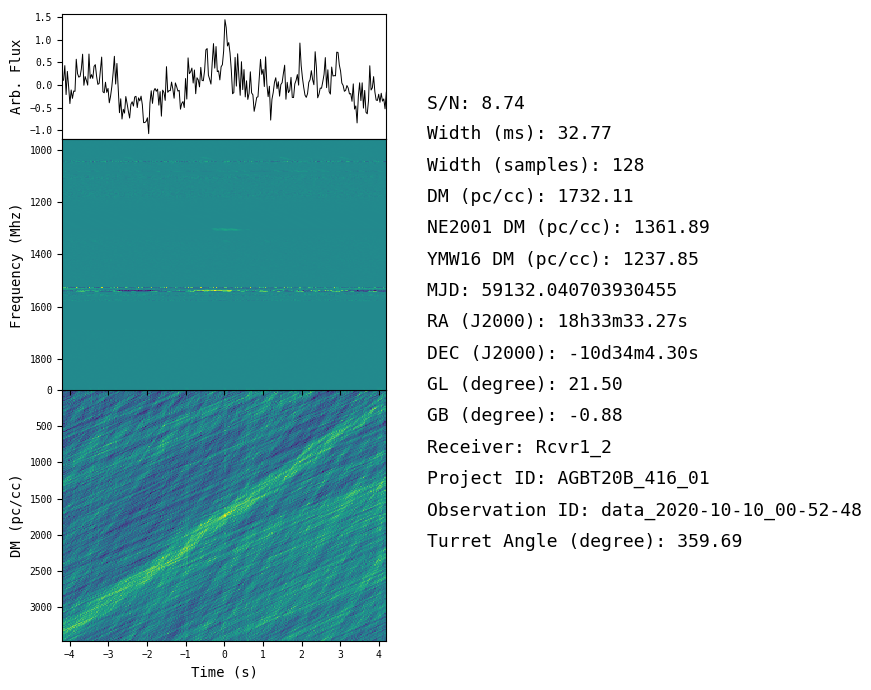 1.5
1.0
0.5
0.0
−0.5
−1.0
Arb. Flux
1000
1200
1400
1600
1800
Frequency (Mhz)
0
500
1000
1500
2000
2500
3000
DM (pc/cc)
−4 −3 −2 −1 0 1 2 3 4
Time (s)
S/N: 8.74
Width (ms): 32.77
Width (samples): 128
DM (pc/cc): 1732.11
NE2001 DM (pc/cc): 1361.89
YMW16 DM (pc/cc): 1237.85
MJD: 59132.040703930455
RA (J2000): 18h33m33.27s
DEC (J2000): -10d34m4.30s
GL (degree): 21.50
GB (degree): -0.88
Receiver: Rcvr1_2
Project ID: AGBT20B_416_01
Observation ID: data_2020-10-10_00-52-48
Turret Angle (degree): 359.69